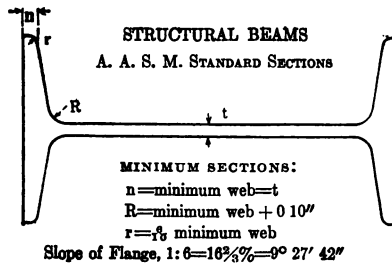 n
r
STRUCTURAL BEAMS
A. A. S. M. STANDARD SECTIONS
R
t
MINIMUM SECTIONS:
n=minimum web=t
R=minimum web + 0 10"
r=6/10 minimum web
Slope of Flange, 1:6=16⅔%=9° 27' 42"